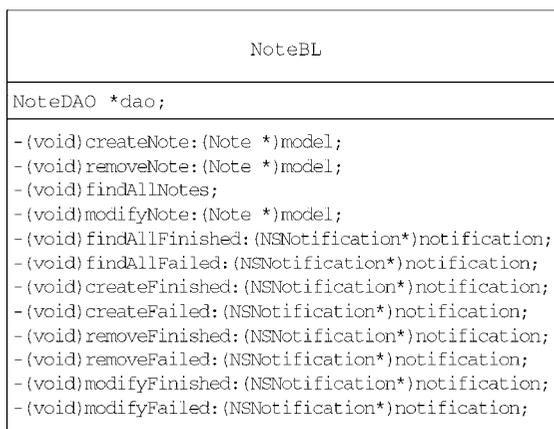 NoteBL
NoteDAO *dao;
-(void)createNote:(Note *)model;
-(void)removeNote:(Note *)model;
-(void)findAllNotes;
-(void)modifyNote:(Note *)model;
-(void)findAllFinished:(NSNotification*)notification;
-(void)findAllFailed:(NSNotification*)notification;
-(void)createFinished:(NSNotification*)notification;
-(void)createFailed:(NSNotification*)notification;
-(void)removeFinished:(NSNotification*)notification;
-(void)removeFailed:(NSNotification*)notification;
-(void)modifyFinished:(NSNotification*)notification;
-(void)modifyFailed:(NSNotification*)notification;